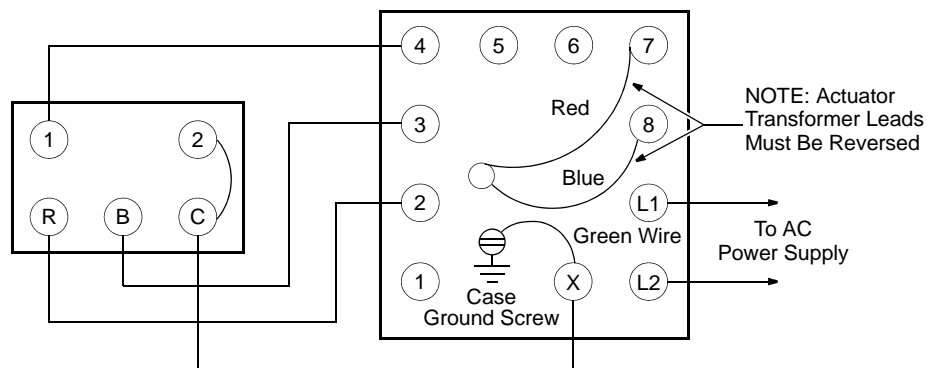 4
5
6
7
NOTE: Actuator
Transformer Leads
Must Be Reversed
Red
1
2
3
8
Blue
R
B
C
2
L1
Green Wire
To AC
Power Supply
1
X
L2
Case
Ground Screw